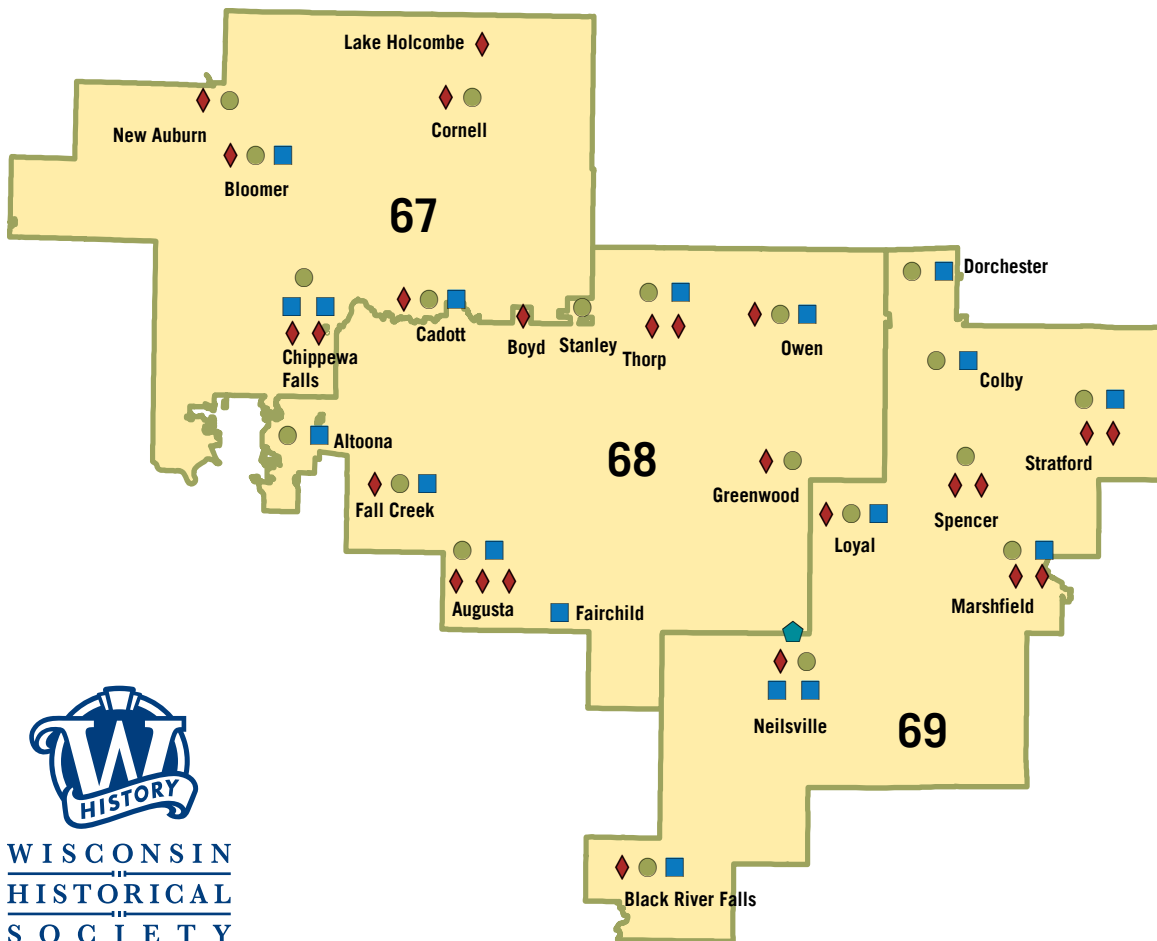 Lake Holcombe
New Auburn
Cornell
Bloomer
67
Dorchester
Chippewa
Falls
Cadott
Boyd
Stanley
Thorp
Owen
Colby
Altoona
68
Stratford
Fall Creek
Greenwood
Spencer
Loyal
Augusta
Fairchild
Marshfield
Neilsville
69
W
HISTORY
WISCONSIN
HISTORICAL
SOCIETY
Black River Falls